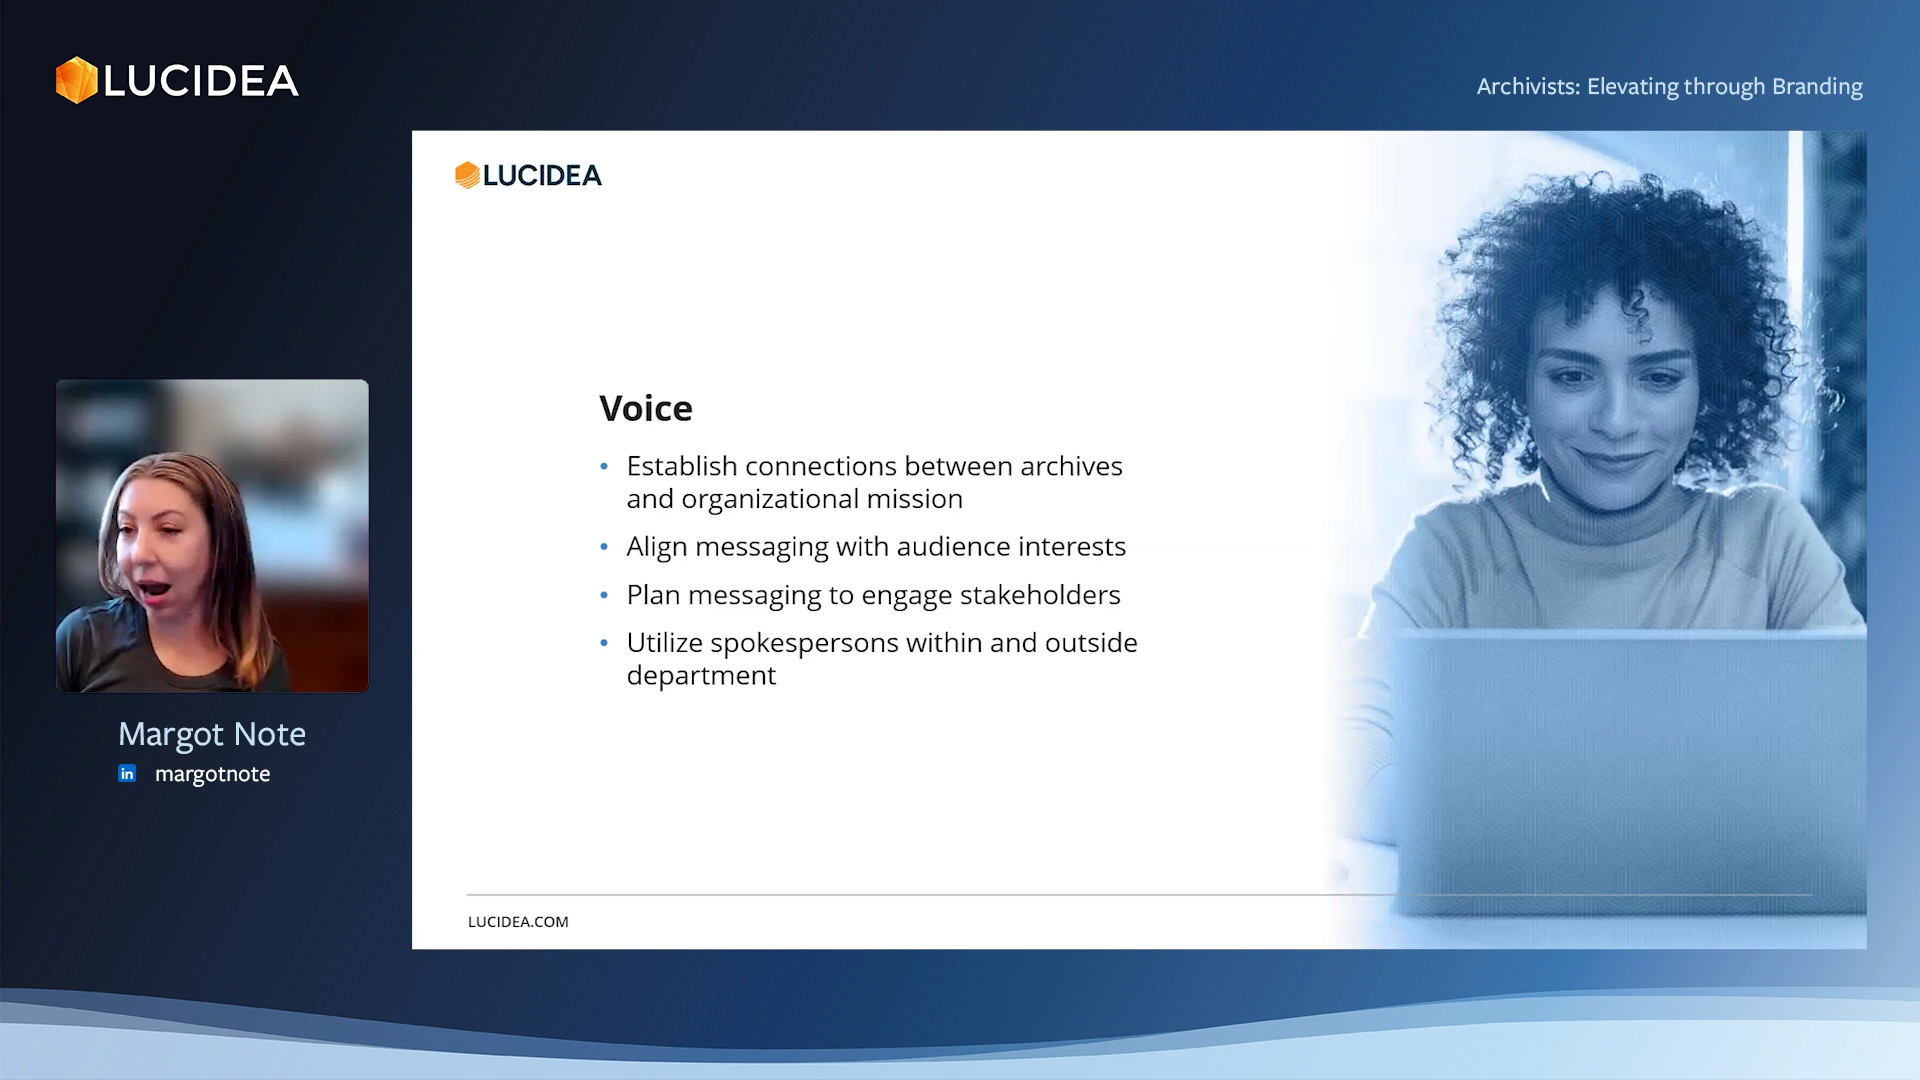 LUCIDEA
Archivists: Elevating through Branding
LUCIDEA
Voice
• Establish connections between archives
and organizational mission
• Align messaging with audience interests
• Plan messaging to engage stakeholders
• Utilize spokespersons within and outside
department
Margot Note
in margotnote
LUCIDEA.COM